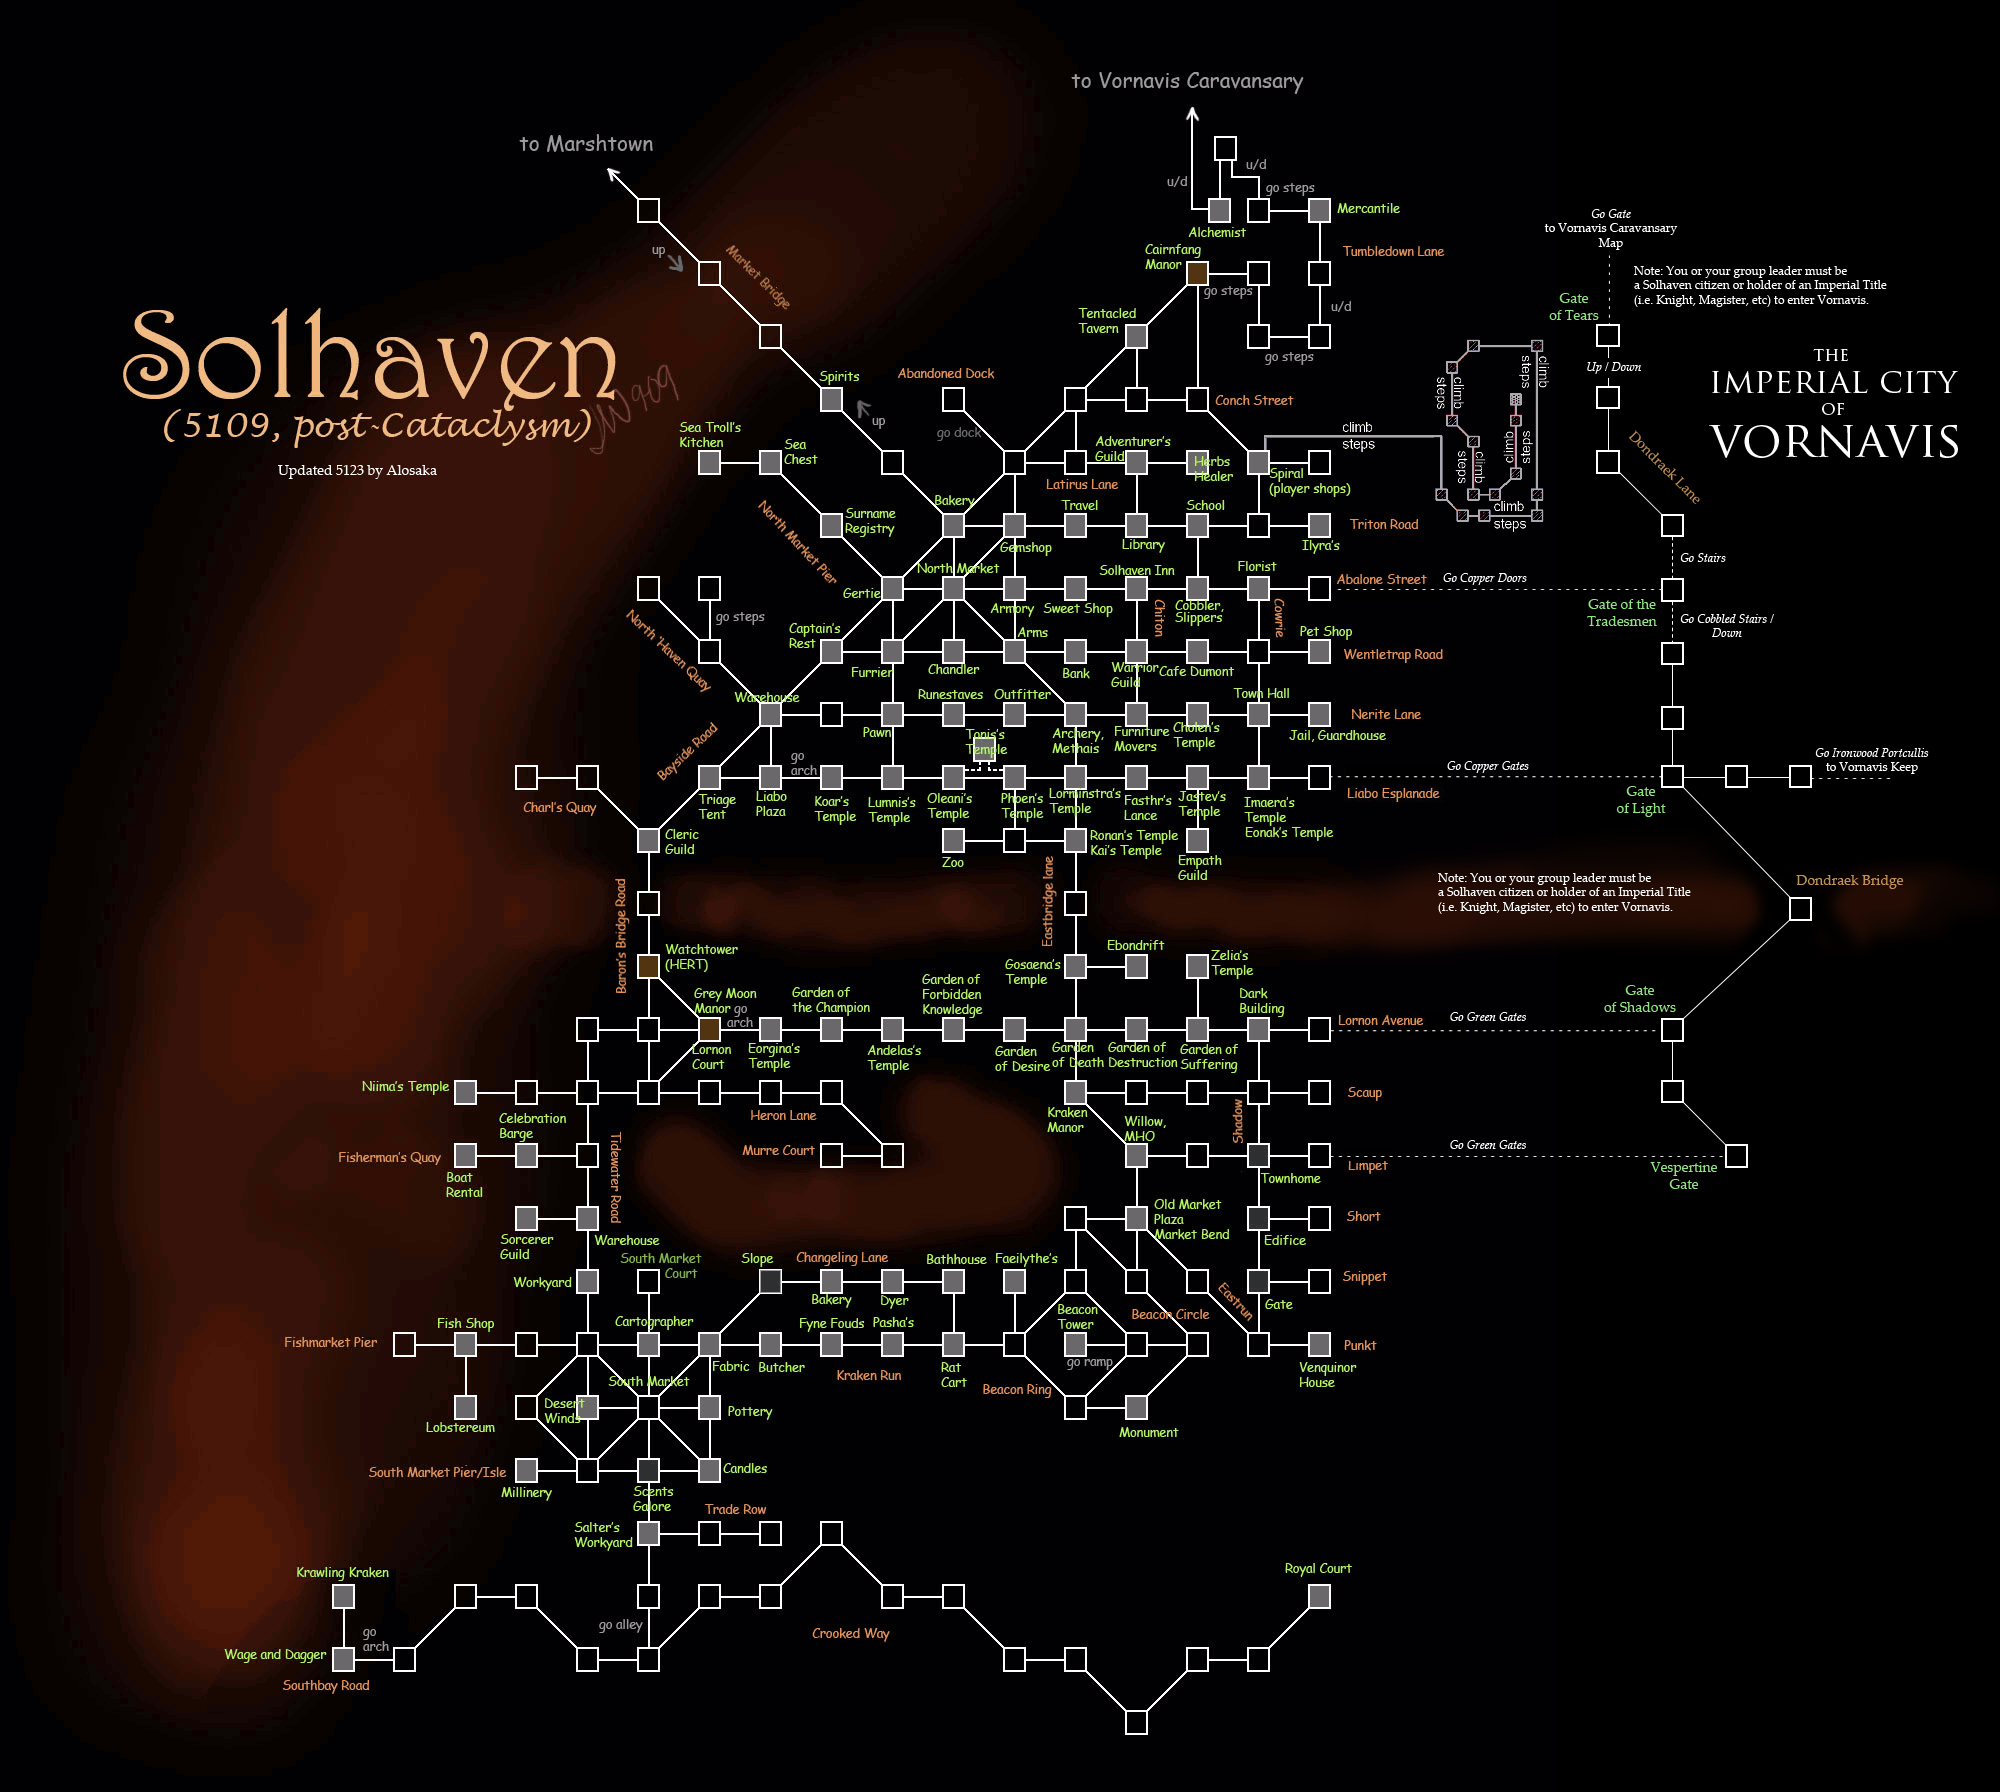 to Vornavis Caravansary
to Marshtown
u/d
u/d
go steps
Mercantile
Alchemist
Cairnfang
Manor
Tumbledown Lane
go steps
u/d
go steps
up
Market Bridge
Tentacled
Tavern
Go Gate
to Vornavis Caravansary
Map
Note: You or your group leader must be
a Solhaven citizen or holder of an Imperial Title
(i.e. Knight, Magister, etc) to enter Vornavis.
Gate
of Tears
Up / Down
THE
IMPERIAL CITY
OF
VORNAVIS
Solhaven
(5109, post-Cataclysm)
Updated 5123 by Alosaka
Spirits
up
Abandoned Dock
go dock
Conch Street
climb
steps
climb
steps
climb
steps
climb
steps
climb
steps
climb
steps
Dondraek Lane
Sea Troll's
Kitchen
Sea
Chest
Adventurer's
Guild
Herbs
Healer
Latirus Lane
Spiral
(player shops)
North Market Pier
Surname
Registry
Bakery
Travel
School
Gemshop
Library
Ilyra's
Triton Road
Go Stairs
Gertie
North Market
Solhaven Inn
Florist
Armory
Sweet Shop
Cobbler,
Slippers
Chiton
Cowrie
Abalone Street
Go Copper Doors
Gate of the
Tradesmen
Go Cobbled Stairs /
Down
go steps
North 'Haven Quay
Captain's
Rest
Arms
Pet Shop
Furrier
Chandler
Bank
Warrior
Guild
Cafe Dumont
Wentletrap Road
Warehouse
Runestaves
Outfitter
Town Hall
Pawn
Tonis's
Temple
Archery,
Methais
Furniture
Movers
Cholen's
Temple
Jail, Guardhouse
Nerite Lane
Bayside Road
go
arch
Triage
Tent
Liabo
Plaza
Koar's
Temple
Lumnis's
Temple
Oleani's
Temple
Phoen's
Temple
Lorminstra's
Temple
Fasthr's
Lance
Jastev's
Temple
Imaera's
Temple
Eonak's Temple
Liabo Esplanade
Go Copper Gates
Gate
of Light
Go Ironwood Portcullis
to Vornavis Keep
Charl's Quay
Cleric
Guild
Zoo
Ronan's Temple
Kai's Temple
Empath
Guild
Baron's Bridge Road
Eastbridge lane
Note: You or your group leader must be
a Solhaven citizen or holder of an Imperial Title
(i.e. Knight, Magister, etc) to enter Vornavis.
Dondraek Bridge
Watchtower
(HERT)
Gosaena's
Temple
Ebondrift
Zelia's
Temple
Grey Moon
Manor
go
arch
Garden of
the Champion
Garden of
Forbidden
Knowledge
Dark
Building
Lornon
Court
Eorgina's
Temple
Andelas's
Temple
Garden
of Desire
Garden
of Death
Garden of
Destruction
Garden of
Suffering
Lornon Avenue
Go Green Gates
Gate
of Shadows
Niima's Temple
Heron Lane
Kraken
Manor
Shadow
Scaup
Celebration
Barge
Fisherman's Quay
Boat
Rental
Tidewater Road
Murre Court
Willow,
MHO
Townhome
Limpet
Go Green Gates
Vespertine
Gate
Sorcerer
Guild
Warehouse
Old Market
Plaza
Market Bend
Edifice
Short
Workyard
South Market
Court
Slope
Changeling Lane
Bathhouse
Faeilythe's
Bakery
Dyer
Beacon Circle
Eastrun
Gate
Snippet
Fishmarket Pier
Fish Shop
Cartographer
Fabric
Butcher
Fyne Fouds
Pasha's
Kraken Run
Rat
Cart
Beacon
Tower
go ramp
Beacon Ring
Venquinor
House
Punkt
Lobstereum
Desert
Winds
South Market
Pottery
Monument
South Market Pier/Isle
Millinery
Scents
Galore
Candles
Salter's
Workyard
Trade Row
Krawling Kraken
go
arch
Wage and Dagger
Southbay Road
go alley
Crooked Way
Royal Court